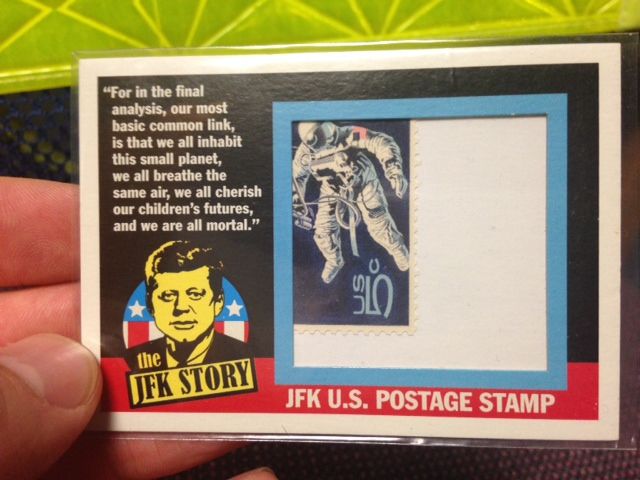 “For in the final
analysis, our most
basic common link,
is that we all inhabit
this small planet,
we all breathe the
same air, we all cherish
our children’s futures,
and we are all mortal.”
the
JFK STORY
US
5c
JFK U.S. POSTAGE STAMP